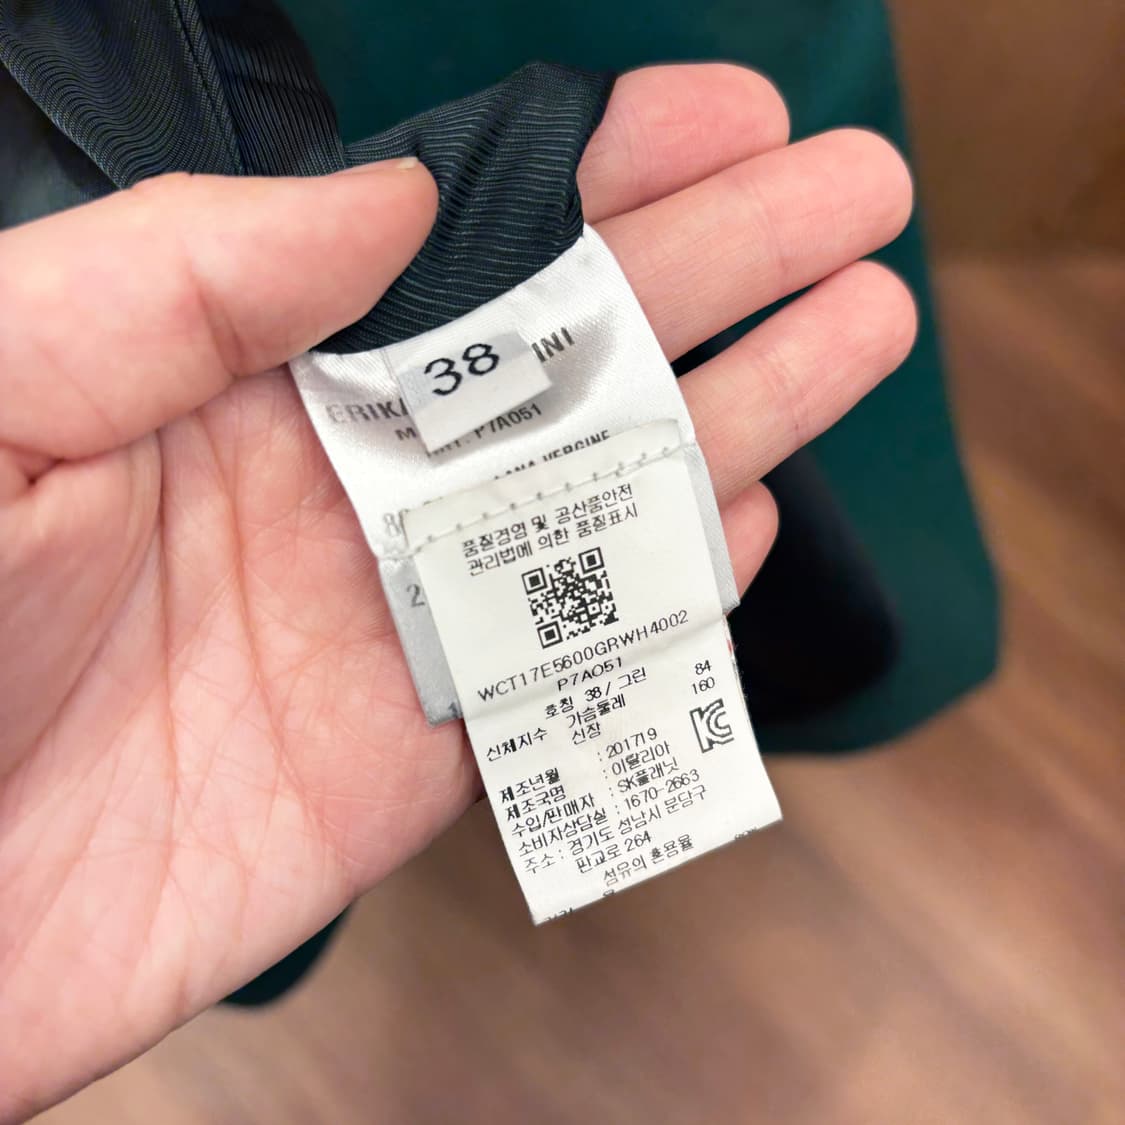 38
INI
ERIKA
ART. P7A051
LANA VERGINE
품질경영 및 공산품안전
관리법에 의한 품질표시
WCT17E5600GRWH4002
P7A051
호칭 38 / 그린
신체지수 가슴둘레 84
신장 160
제조년월 : 201719
제조국명 : 이탈리아
수입/판매자 : SK플래닛
소비자상담실 : 1670-2663
주소 : 경기도 성남시 분당구
판교로 264
섬유의 혼용율